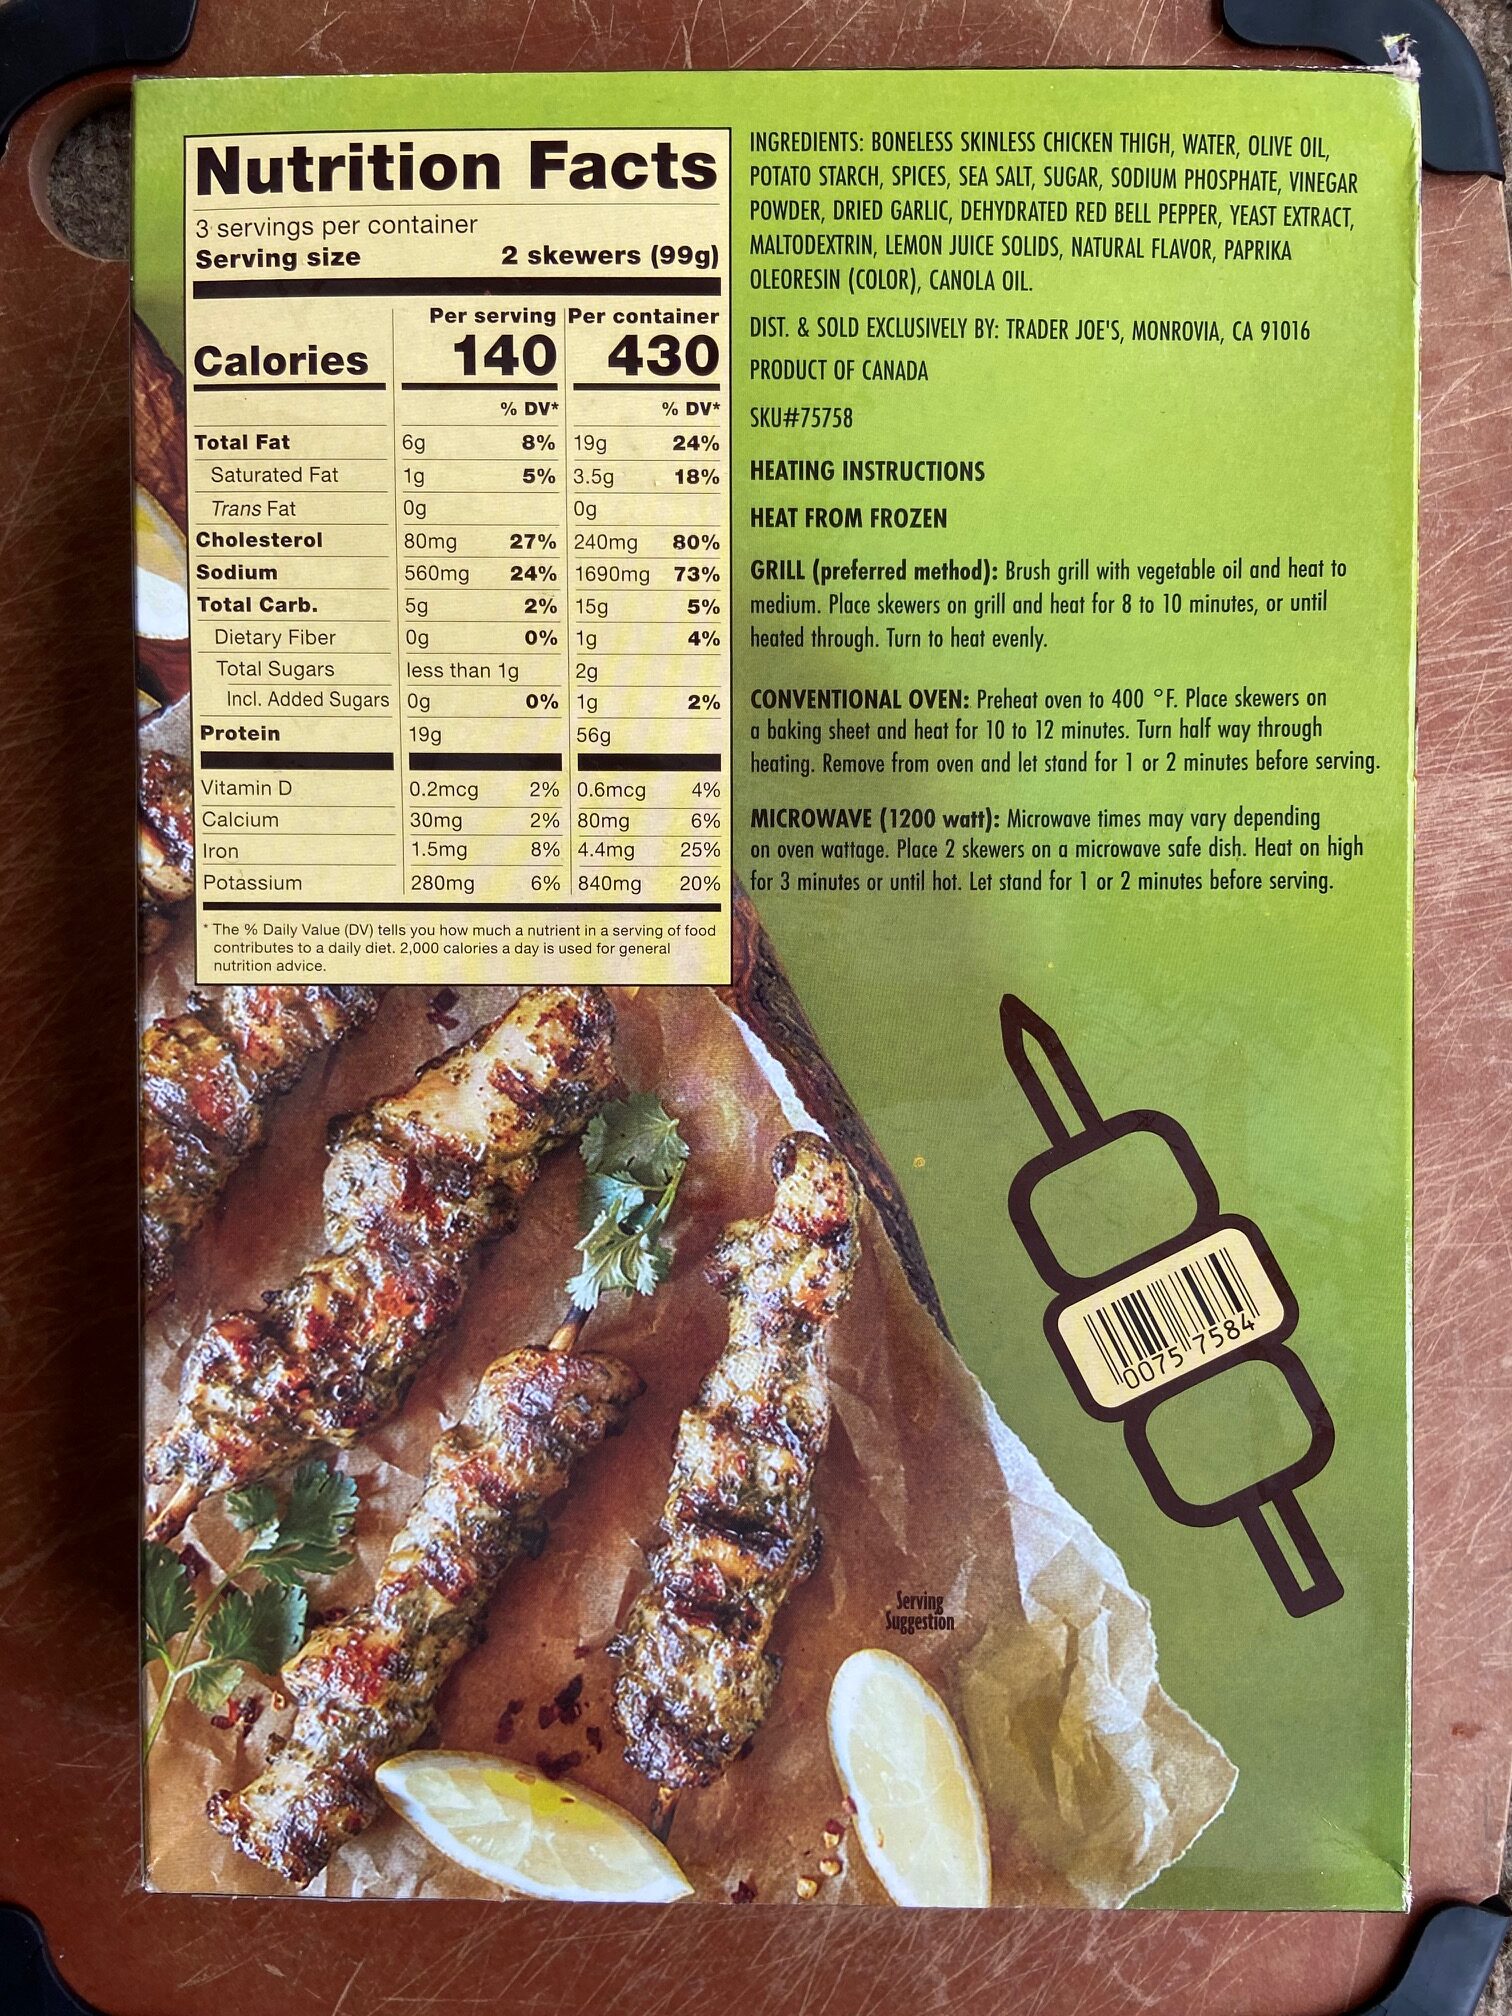 Nutrition Facts
3 servings per container
Serving size 2 skewers (99g)
Per serving Per container
Calories 140 430
% DV* % DV*
Total Fat 6g 8% 19g 24%
Saturated Fat 1g 5% 3.5g 18%
Trans Fat 0g 0g
Cholesterol 80mg 27% 240mg 80%
Sodium 560mg 24% 1690mg 73%
Total Carb. 5g 2% 15g 5%
Dietary Fiber 0g 0% 1g 4%
Total Sugars less than 1g 2g
Incl. Added Sugars 0g 0% 1g 2%
Protein 19g 56g
Vitamin D 0.2mcg 2% 0.6mcg 4%
Calcium 30mg 2% 80mg 6%
Iron 1.5mg 8% 4.4mg 25%
Potassium 280mg 6% 840mg 20%
* The % Daily Value (DV) tells you how much a nutrient in a serving of food
contributes to a daily diet. 2,000 calories a day is used for general
nutrition advice.
INGREDIENTS: BONELESS SKINLESS CHICKEN THIGH, WATER, OLIVE OIL,
POTATO STARCH, SPICES, SEA SALT, SUGAR, SODIUM PHOSPHATE, VINEGAR
POWDER, DRIED GARLIC, DEHYDRATED RED BELL PEPPER, YEAST EXTRACT,
MALTODEXTRIN, LEMON JUICE SOLIDS, NATURAL FLAVOR, PAPRIKA
OLEORESIN (COLOR), CANOLA OIL.
DIST. & SOLD EXCLUSIVELY BY: TRADER JOE'S, MONROVIA, CA 91016
PRODUCT OF CANADA
SKU#75758
HEATING INSTRUCTIONS
HEAT FROM FROZEN
GRILL (preferred method): Brush grill with vegetable oil and heat to
medium. Place skewers on grill and heat for 8 to 10 minutes, or until
heated through. Turn to heat evenly.
CONVENTIONAL OVEN: Preheat oven to 400 °F. Place skewers on
a baking sheet and heat for 10 to 12 minutes. Turn half way through
heating. Remove from oven and let stand for 1 or 2 minutes before serving.
MICROWAVE (1200 watt): Microwave times may vary depending
on oven wattage. Place 2 skewers on a microwave safe dish. Heat on high
for 3 minutes or until hot. Let stand for 1 or 2 minutes before serving.
0075 7584
Serving
Suggestion